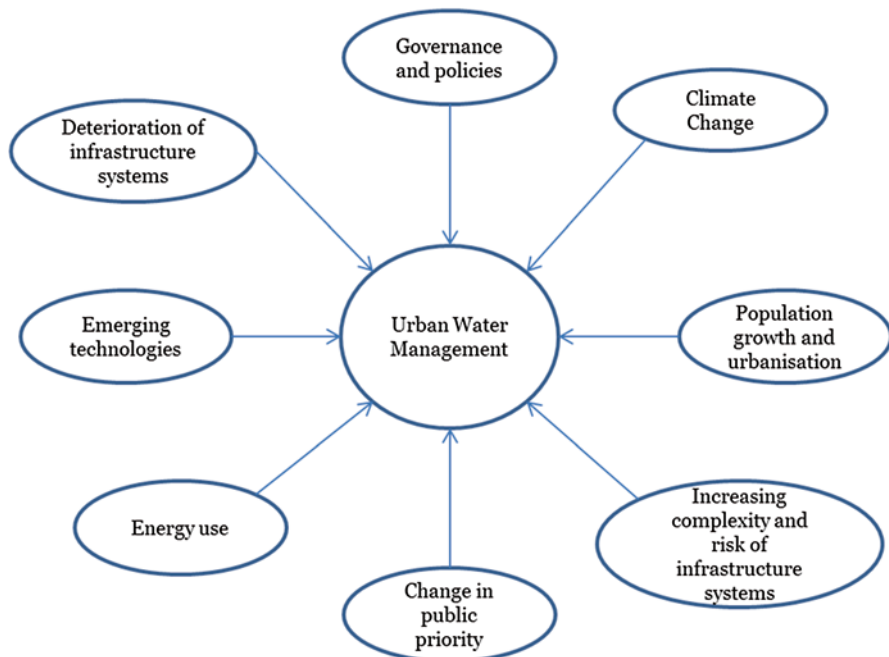 Governance
and policies
Climate
Change
Deterioration of
infrastructure
systems
Emerging
technologies
Urban Water
Management
Population
growth and
urbanisation
Energy use
Change in
public
priority
Increasing
complexity and
risk of
infrastructure
systems